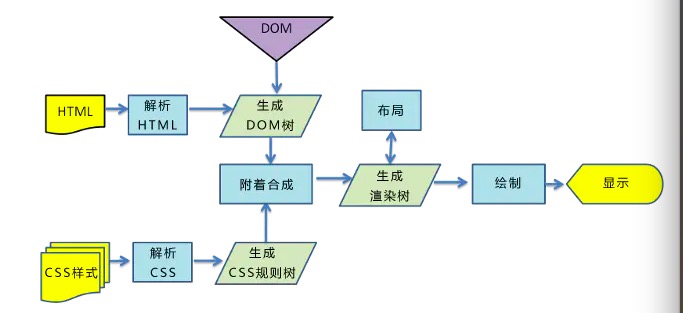 DOM
HTML
解析
HTML
生成
DOM树
布局
附着合成
生成
渲染树
绘制
显示
CSS样式
解析
CSS
生成
CSS规则树